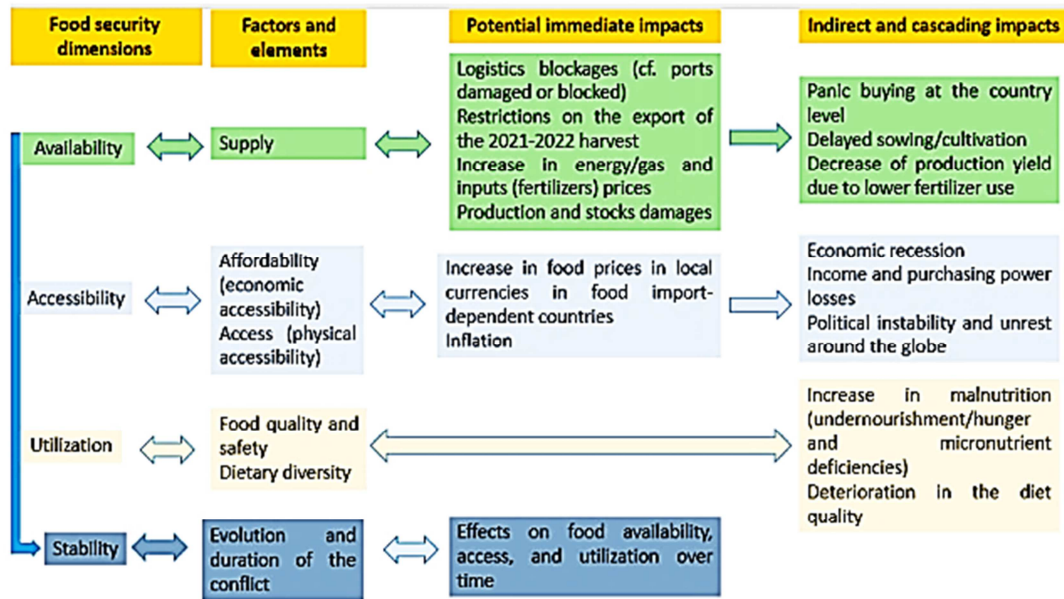 Food security
dimensions
Factors and
elements
Potential immediate impacts
Indirect and cascading impacts
Availability
Supply
Logistics blockages (cf. ports
damaged or blocked)
Restrictions on the export of
the 2021-2022 harvest
Increase in energy/gas and
inputs (fertilizers) prices
Production and stocks damages
Panic buying at the country
level
Delayed sowing/cultivation
Decrease of production yield
due to lower fertilizer use
Accessibility
Affordability
(economic
accessibility)
Access (physical
accessibility)
Increase in food prices in local
currencies in food import-
dependent countries
Inflation
Economic recession
Income and purchasing power
losses
Political instability and unrest
around the globe
Utilization
Food quality and
safety
Dietary diversity
Increase in malnutrition
(undernourishment/hunger
and micronutrient
deficiencies)
Deterioration in the diet
quality
Stability
Evolution and
duration of the
conflict
Effects on food availability,
access, and utilization over
time